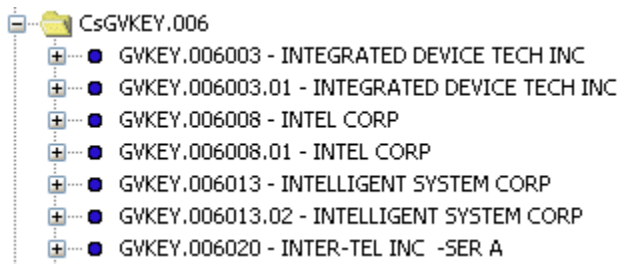 CsGVKEY.006
GVKEY.006003 - INTEGRATED DEVICE TECH INC
GVKEY.006003.01 - INTEGRATED DEVICE TECH INC
GVKEY.006008 - INTEL CORP
GVKEY.006008.01 - INTEL CORP
GVKEY.006013 - INTELLIGENT SYSTEM CORP
GVKEY.006013.02 - INTELLIGENT SYSTEM CORP
GVKEY.006020 - INTER-TEL INC  -SER A